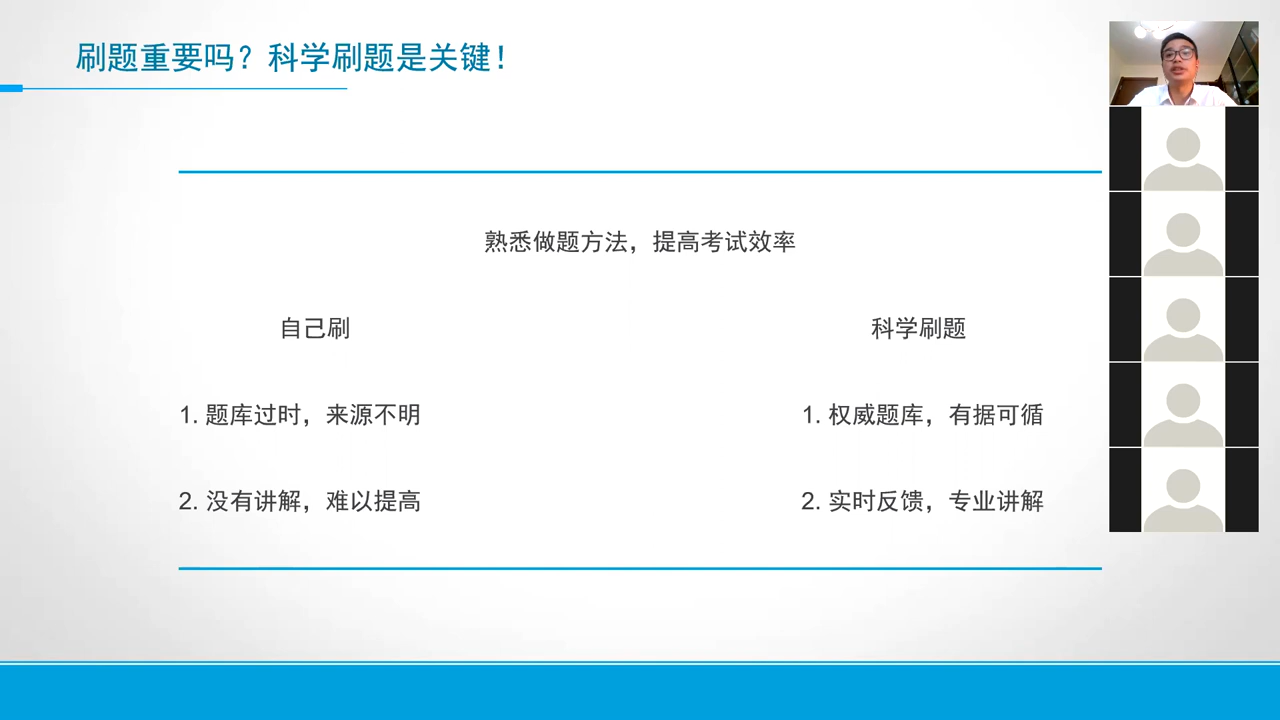 刷题重要吗？科学刷题是关键！
熟悉做题方法，提高考试效率
自己刷
科学刷题
1. 题库过时，来源不明
1. 权威题库，有据可循
2. 没有讲解，难以提高
2. 实时反馈，专业讲解